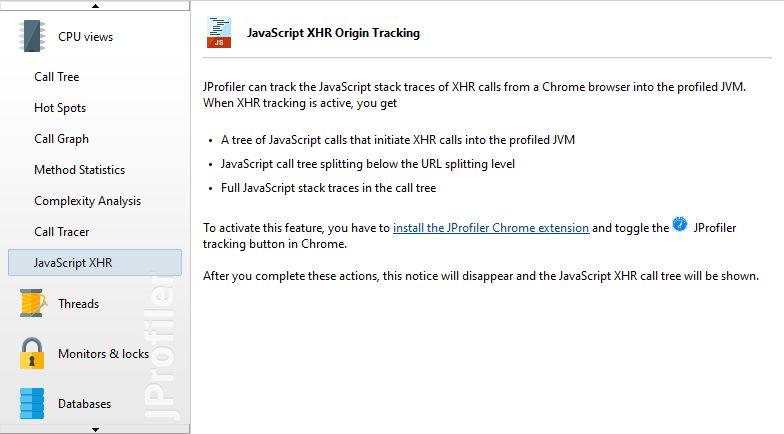 CPU views
Call Tree
Hot Spots
Call Graph
Method Statistics
Complexity Analysis
Call Tracer
JavaScript XHR
Threads
Monitors & locks
Databases
JProfiler
JS
JavaScript XHR Origin Tracking
JProfiler can track the JavaScript stack traces of XHR calls from a Chrome browser into the profiled JVM.
When XHR tracking is active, you get
• A tree of JavaScript calls that initiate XHR calls into the profiled JVM
• JavaScript call tree splitting below the URL splitting level
• Full JavaScript stack traces in the call tree
To activate this feature, you have to install the JProfiler Chrome extension and toggle the JProfiler
tracking button in Chrome.
After you complete these actions, this notice will disappear and the JavaScript XHR call tree will be shown.